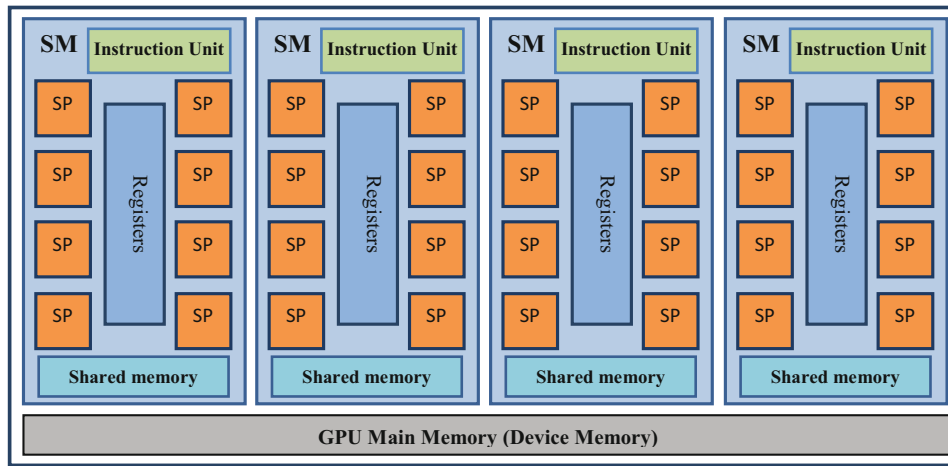 SM Instruction Unit
SP SP
SP SP
Registers
SP SP
SP SP
Shared memory
SM Instruction Unit
SP SP
SP SP
Registers
SP SP
SP SP
Shared memory
SM Instruction Unit
SP SP
SP SP
Registers
SP SP
SP SP
Shared memory
SM Instruction Unit
SP SP
SP SP
Registers
SP SP
SP SP
Shared memory
GPU Main Memory (Device Memory)